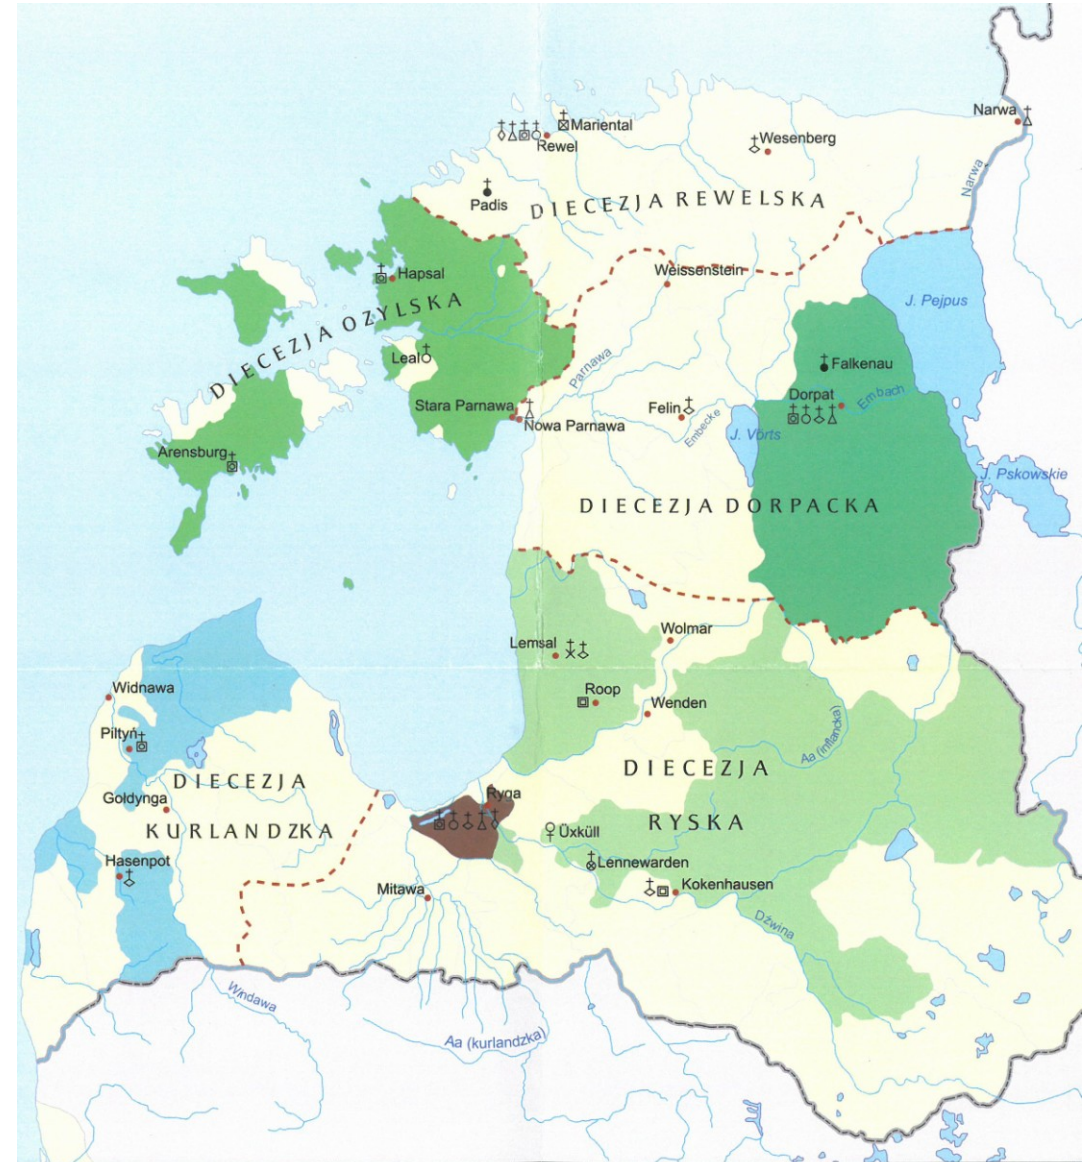 Narwa
Mariental
Rewel
Wesenberg
Narwa
Padis
DIECEZJA REWELSKA
Hapsal
Weissenstein
J. Pejpus
DIECEZJA OZYLSKA
Leal
Parnawa
Falkenau
Dorpat
Embach
Stara Parnawa
Nowa Parnawa
Felin
Embecke
J. Vörts
Arensburg
J. Pskowskie
DIECEZJA DORPACKA
Lemsal
Wolmar
Widnawa
Roop
Wenden
Piltyń
Aa (inflancka)
DIECEZJA
KURLANDZKA
DIECEZJA
RYSKA
Gołdynga
Ryga
Üxküll
Hasenpot
Lennewarden
Mitawa
Kokenhausen
Dźwina
Windawa
Aa (kurlandzka)